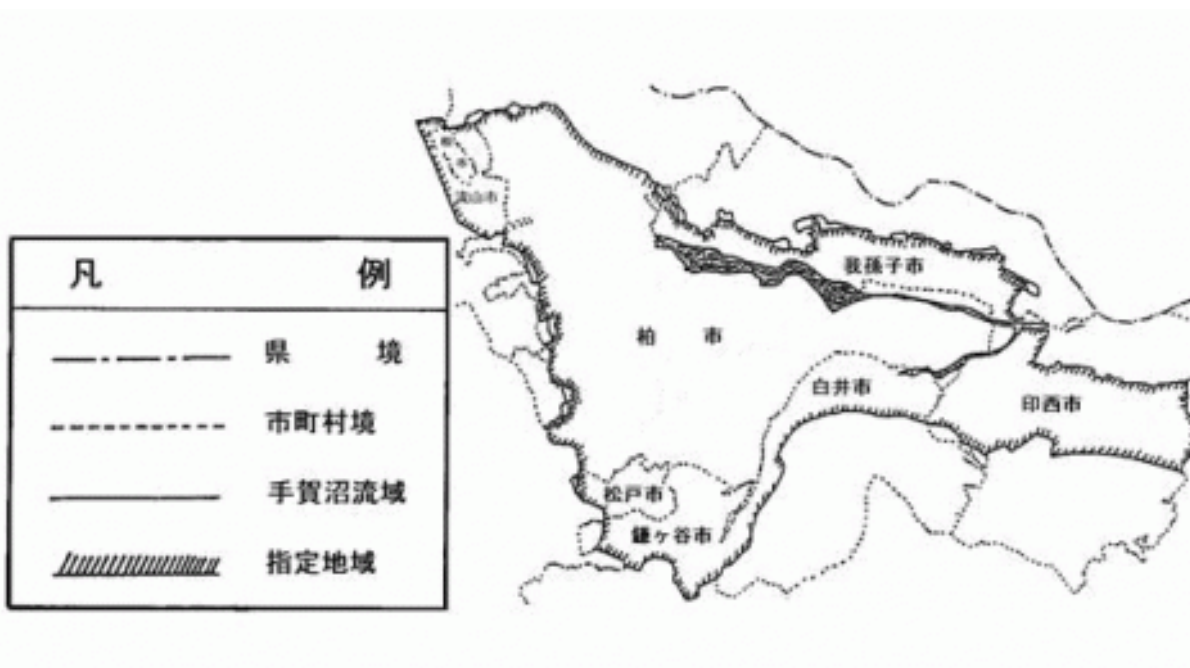 凡 例
県 境
市町村境
手賀沼流域
指定地域
流山市
我孫子市
柏 市
白井市
印西市
松戸市
鎌ヶ谷市